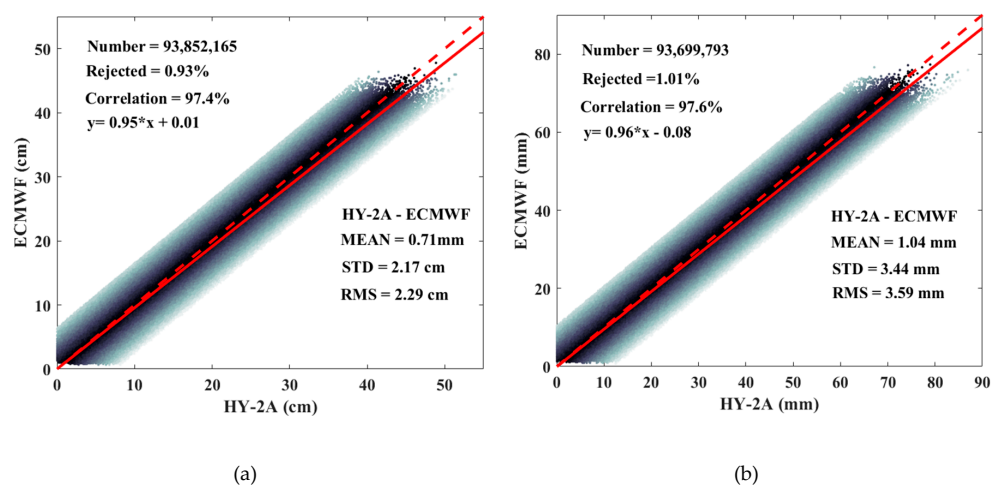 Number = 93,852,165
Rejected = 0.93%
Correlation = 97.4%
y= 0.95*x + 0.01
HY-2A - ECMWF
MEAN = 0.71mm
STD = 2.17 cm
RMS = 2.29 cm
ECMWF (cm)
50
40
30
20
10
0
0
10
20
30
40
50
HY-2A (cm)
(a)
Number = 93,699,793
Rejected =1.01%
Correlation = 97.6%
y= 0.96*x - 0.08
HY-2A - ECMWF
MEAN = 1.04 mm
STD = 3.44 mm
RMS = 3.59 mm
ECMWF (mm)
80
60
40
20
0
0
10
20
30
40
50
60
70
80
90
HY-2A (mm)
(b)